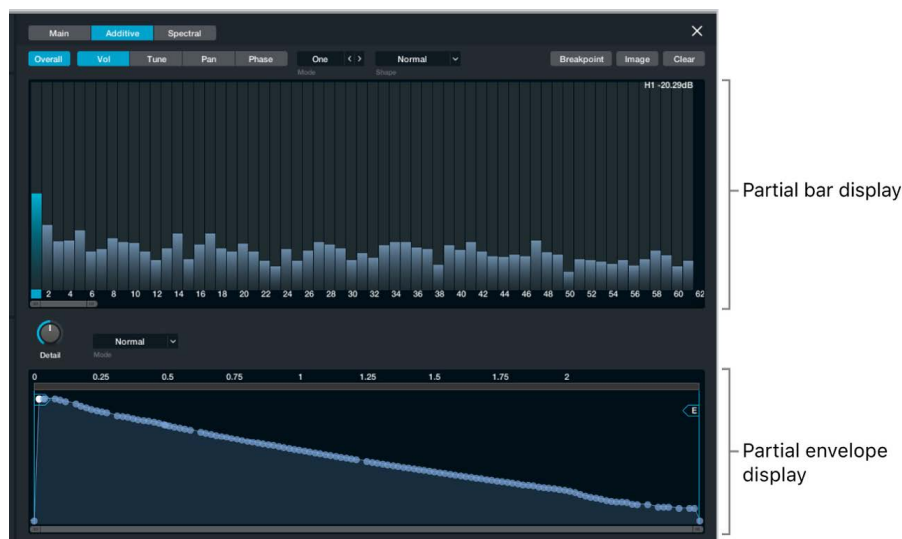 Main Additive Spectral ×
Overall Vol Tune Pan Phase One < > Normal Breakpoint Image Clear
Mode Shape
H1 -20.29dB
Partial bar display
2 4 6 8 10 12 14 16 18 20 22 24 26 28 30 32 34 36 38 40 42 44 46 48 50 52 54 56 58 60 62
Normal
Detail Mode
0 0.25 0.5 0.75 1 1.25 1.5 1.75 2
E
Partial envelope
display